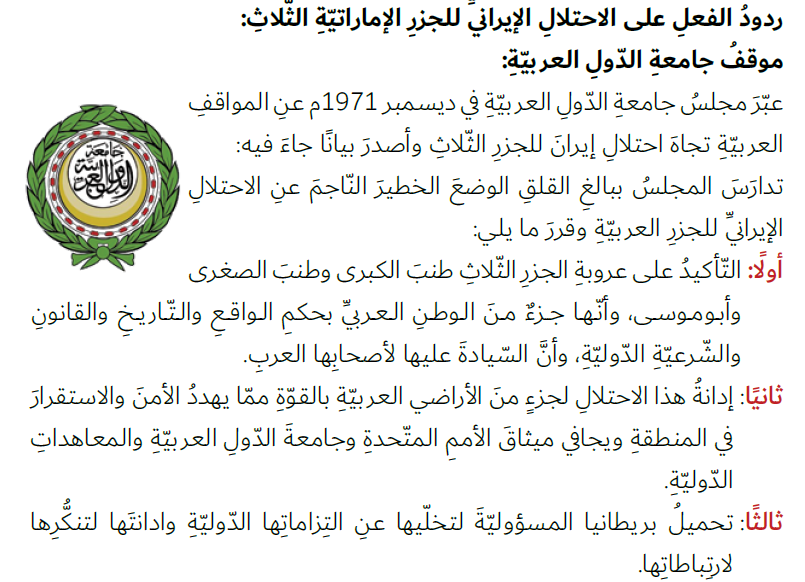 ردودُ الفعلِ على الاحتلالِ الإيرانيِّ للجزرِ الإماراتيّةِ الثّلاثِ:
موقفُ جامعةِ الدّولِ العربيّةِ:
عبّرَ مجلسُ جامعةِ الدّولِ العربيّةِ في ديسمبر 1971م عنِ المواقفِ
العربيّةِ تجاهَ احتلالِ إيرانَ للجزرِ الثّلاثِ وأصدرَ بيانًا جاءَ فيه:
تدارَسَ المجلسُ ببالغِ القلقِ الوضعَ الخطيرَ النّاجمَ عنِ الاحتلالِ
الإيرانيِّ للجزرِ العربيّةِ وقررَ ما يلي:
أولًا: التّأكيدُ على عروبةِ الجزرِ الثّلاثِ طنبَ الكبرى وطنبَ الصغرى
وأبوموسى، وأنّها جزءٌ منَ الوطنِ العربيِّ بحكمِ الواقعِ والتّاريخِ والقانونِ
والشّرعيّةِ الدّوليّةِ، وأنَّ السّيادةَ عليها لأصحابِها العربِ.
ثانيًا: إدانةُ هذا الاحتلالِ لجزءٍ منَ الأراضي العربيّةِ بالقوّةِ ممّا يهددُ الأمنَ والاستقرارَ
في المنطقةِ ويجافي ميثاقَ الأممِ المتّحدةِ وجامعةَ الدّولِ العربيّةِ والمعاهداتِ
الدّوليّةِ.
ثالثًا: تحميلُ بريطانيا المسؤوليّةَ لتخلّيها عنِ التِزاماتِها الدّوليّةِ وادانتَها لتنكُّرِها
لارتِباطاتِها.
جامعة
الدول العربية